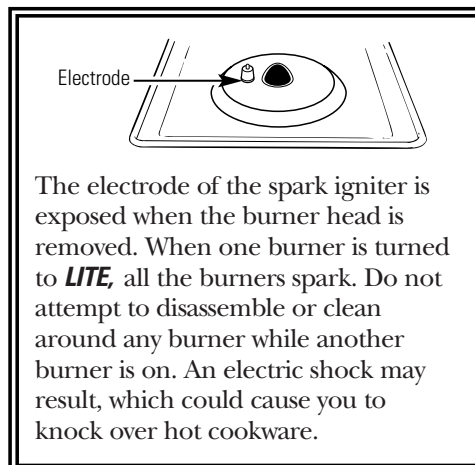 Electrode
The electrode of the spark igniter is
exposed when the burner head is
removed. When one burner is turned
to LITE, all the burners spark. Do not
attempt to disassemble or clean
around any burner while another
burner is on. An electric shock may
result, which could cause you to
knock over hot cookware.